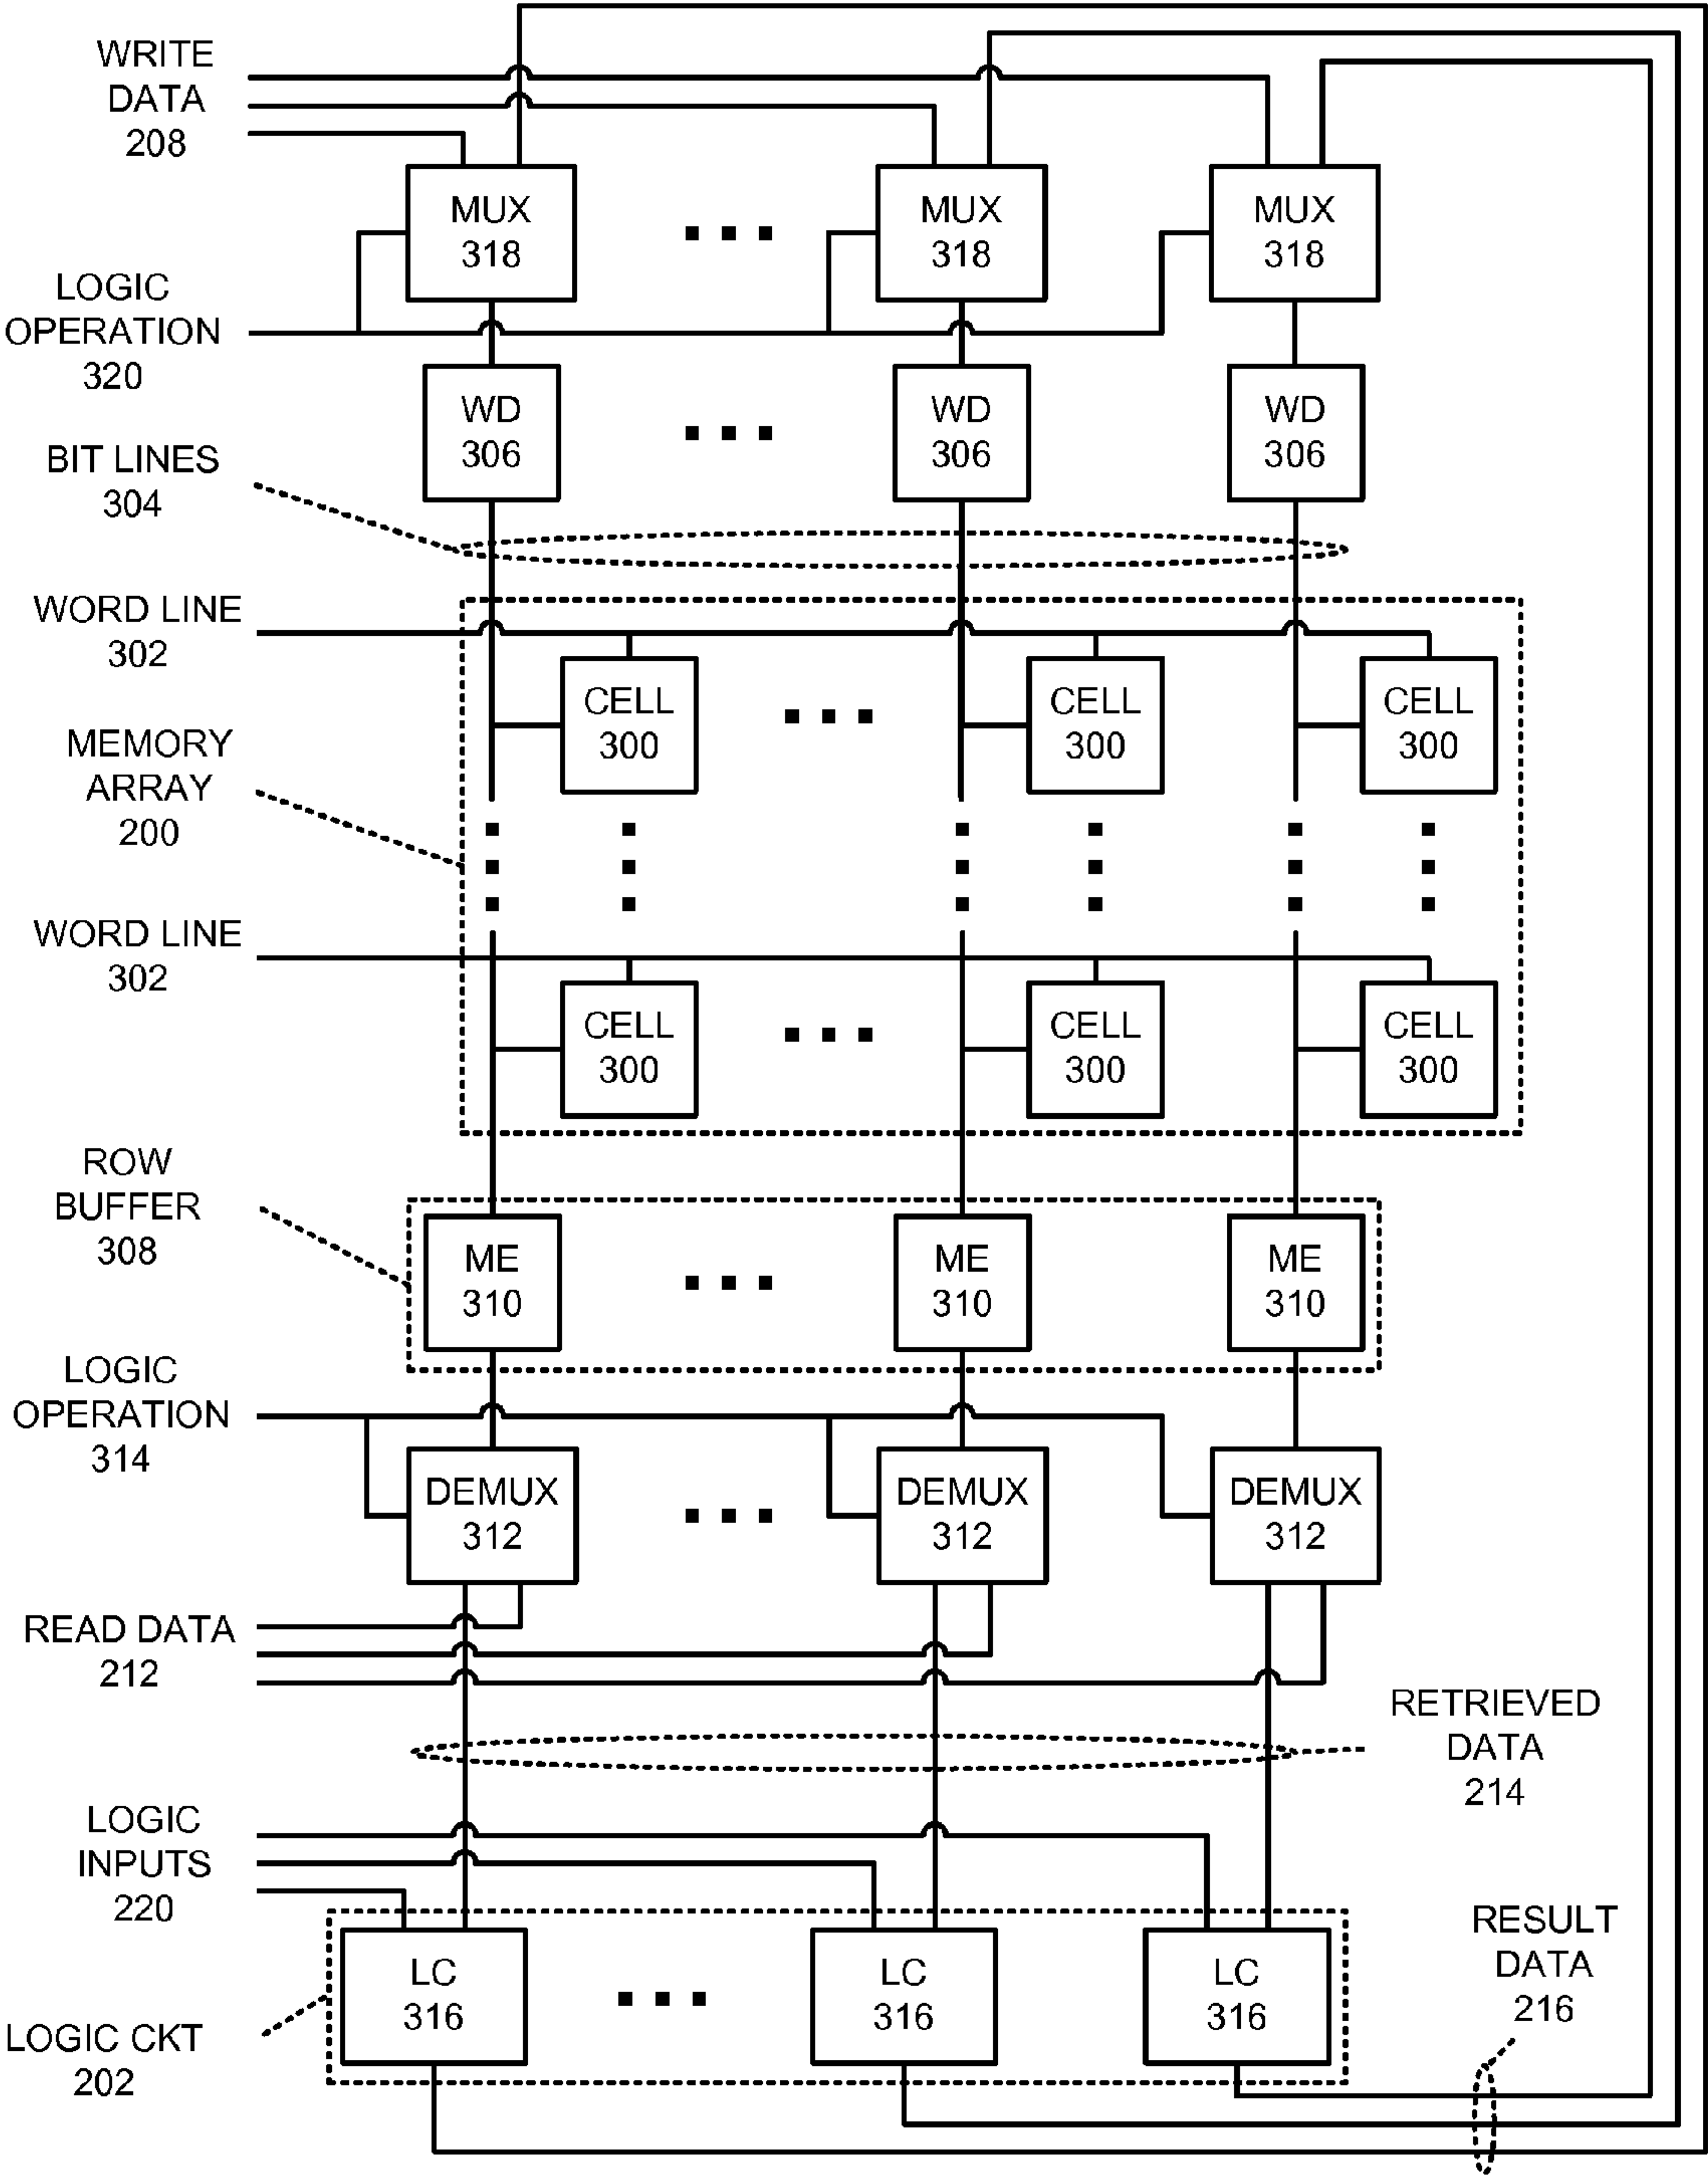 WRITE
DATA
208
MUX
318
MUX
318
MUX
318
LOGIC
OPERATION
320
WD
306
WD
306
WD
306
BIT LINES
304
WORD LINE
302
CELL
300
CELL
300
CELL
300
MEMORY
ARRAY
200
WORD LINE
302
CELL
300
CELL
300
CELL
300
ROW
BUFFER
308
ME
310
ME
310
ME
310
LOGIC
OPERATION
314
DEMUX
312
DEMUX
312
DEMUX
312
READ DATA
212
RETRIEVED
DATA
214
LOGIC
INPUTS
220
LC
316
LC
316
LC
316
RESULT
DATA
216
LOGIC CKT
202